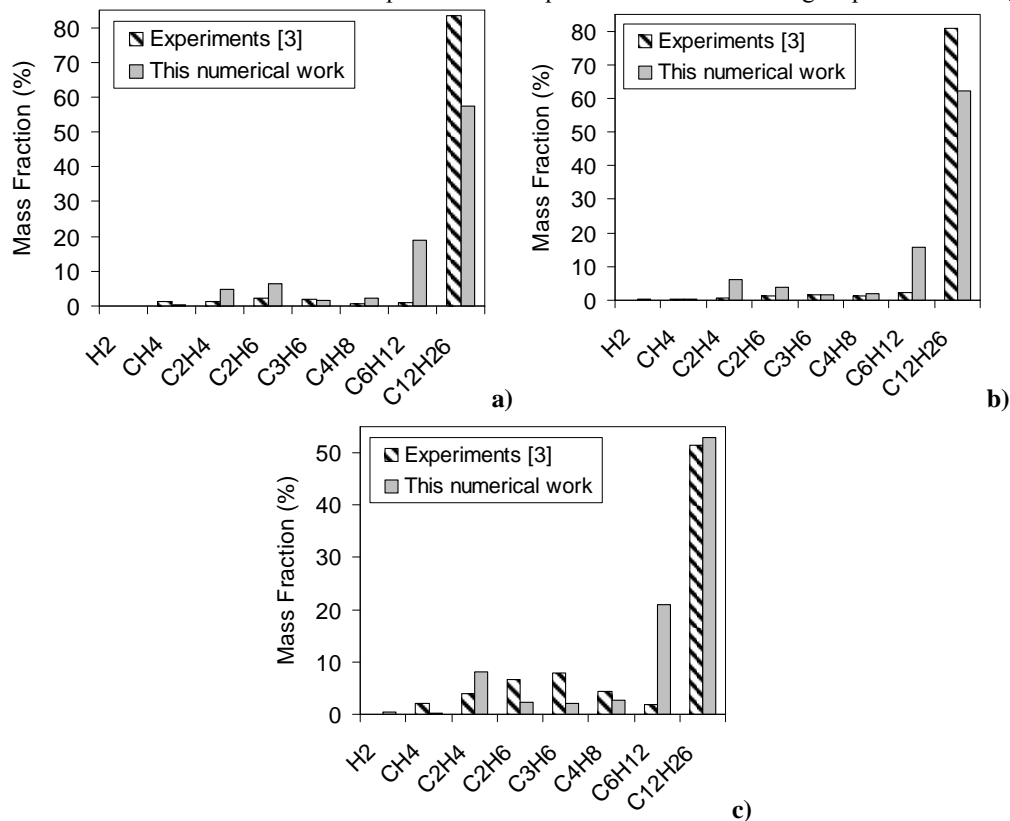 Mass Fraction (%)
80
70
60
50
40
30
20
10
0
Experiments [3]
This numerical work
H2
CH4
C2H4
C2H6
C3H6
C4H8
C6H12
C12H26
a)
Mass Fraction (%)
80
70
60
50
40
30
20
10
0
Experiments [3]
This numerical work
H2
CH4
C2H4
C2H6
C3H6
C4H8
C6H12
C12H26
b)
Mass Fraction (%)
50
40
30
20
10
0
Experiments [3]
This numerical work
H2
CH4
C2H4
C2H6
C3H6
C4H8
C6H12
C12H26
c)